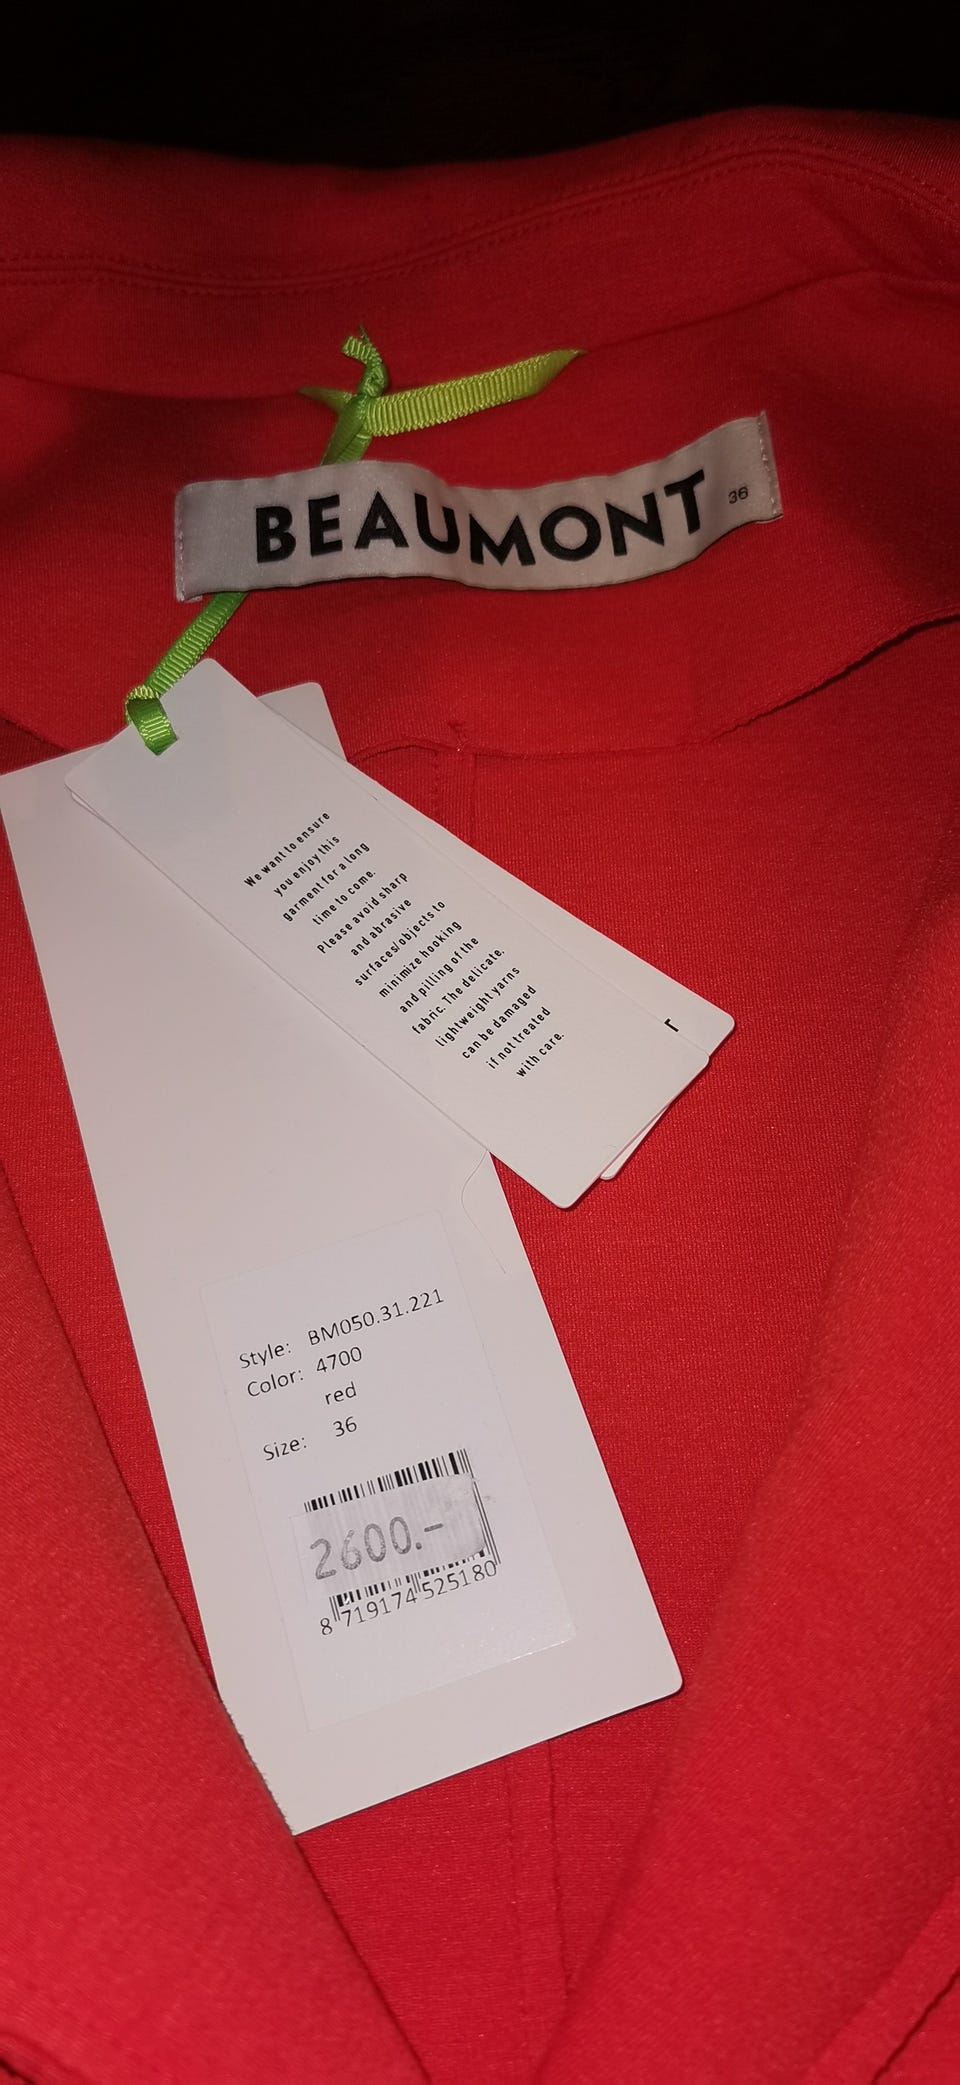 BEAUMONT 36
We want to ensure
you enjoy this
garment for a long
time to come.
Please avoid sharp
and abrasive
surfaces/objects to
minimize hooking
and pilling of the
fabric. The delicate,
lightweight yarns
can be damaged
if not treated
with care.
Style: BM050.31.221
Color: 4700
red
Size: 36
2600.-
8 719174 525180